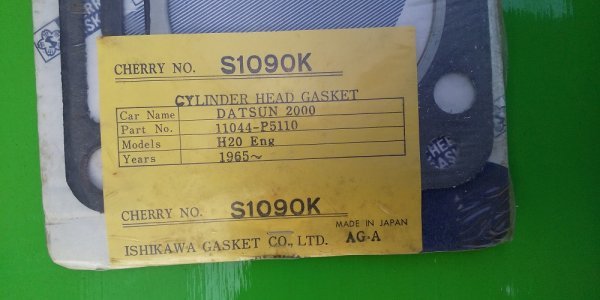 CHERRY NO. S1090K
CYLINDER HEAD GASKET
Car Name DATSUN 2000
Part No. 11044-P5110
Models H20 Eng
Years 1965~
CHERRY NO. S1090K
MADE IN JAPAN
ISHIKAWA GASKET CO., LTD. AG-A